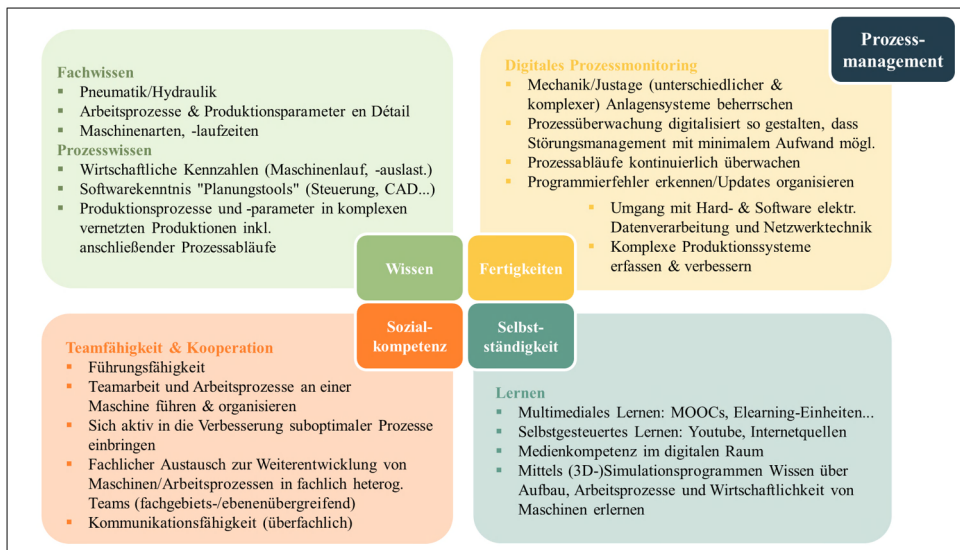 Prozess-
management
Fachwissen
▪ Pneumatik/Hydraulik
▪ Arbeitsprozesse & Produktionsparameter en Détail
▪ Maschinenarten, -laufzeiten
Prozesswissen
▪ Wirtschaftliche Kennzahlen (Maschinenlauf, -auslast.)
▪ Softwarekenntnis "Planungstools" (Steuerung, CAD...)
▪ Produktionsprozesse und -parameter in komplexen
vernetzten Produktionen inkl.
anschließender Prozessabläufe
Digitales Prozessmonitoring
▪ Mechanik/Justage (unterschiedlicher &
komplexer) Anlagensysteme beherrschen
▪ Prozessüberwachung digitalisiert so gestalten, dass
Störungsmanagement mit minimalem Aufwand mögl.
▪ Prozessabläufe kontinuierlich überwachen
▪ Programmierfehler erkennen/Updates organisieren
▪ Umgang mit Hard- & Software elektr.
Datenverarbeitung und Netzwerktechnik
▪ Komplexe Produktionssysteme
erfassen & verbessern
Wissen
Fertigkeiten
Sozial-
kompetenz
Selbst-
ständigkeit
Teamfähigkeit & Kooperation
▪ Führungsfähigkeit
▪ Teamarbeit und Arbeitsprozesse an einer
Maschine führen & organisieren
▪ Sich aktiv in die Verbesserung suboptimaler Prozesse
einbringen
▪ Fachlicher Austausch zur Weiterentwicklung von
Maschinen/Arbeitsprozessen in fachlich heterog.
Teams (fachgebiets-/ebenenübergreifend)
▪ Kommunikationsfähigkeit (überfachlich)
Lernen
▪ Multimediales Lernen: MOOCs, Elearning-Einheiten...
▪ Selbstgesteuertes Lernen: Youtube, Internetquellen
▪ Medienkompetenz im digitalen Raum
▪ Mittels (3D-)Simulationsprogrammen Wissen über
Aufbau, Arbeitsprozesse und Wirtschaftlichkeit von
Maschinen erlernen